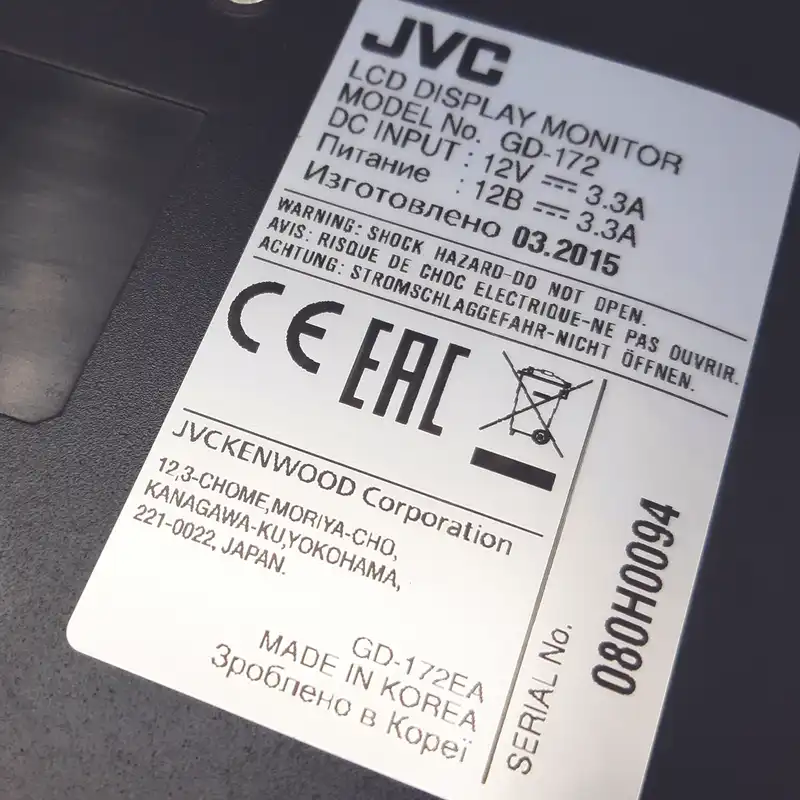 JVC
LCD DISPLAY MONITOR
MODEL No. GD-172
DC INPUT : 12V ⎓ 3.3A
Питание : 12В ⎓ 3.3A
Изготовлено 03.2015
WARNING: SHOCK HAZARD-DO NOT OPEN.
AVIS: RISQUE DE CHOC ELECTRIQUE-NE PAS OUVRIR.
ACHTUNG: STROMSCHLAGGEFAHR-NICHT ÖFFNEN.
CE EAC
JVCKENWOOD Corporation
12,3-CHOME,MORIYA-CHO,
KANAGAWA-KU,YOKOHAMA,
221-0022, JAPAN.
GD-172EA
MADE IN KOREA
Зроблено в Кореї
SERIAL No. 080H0094